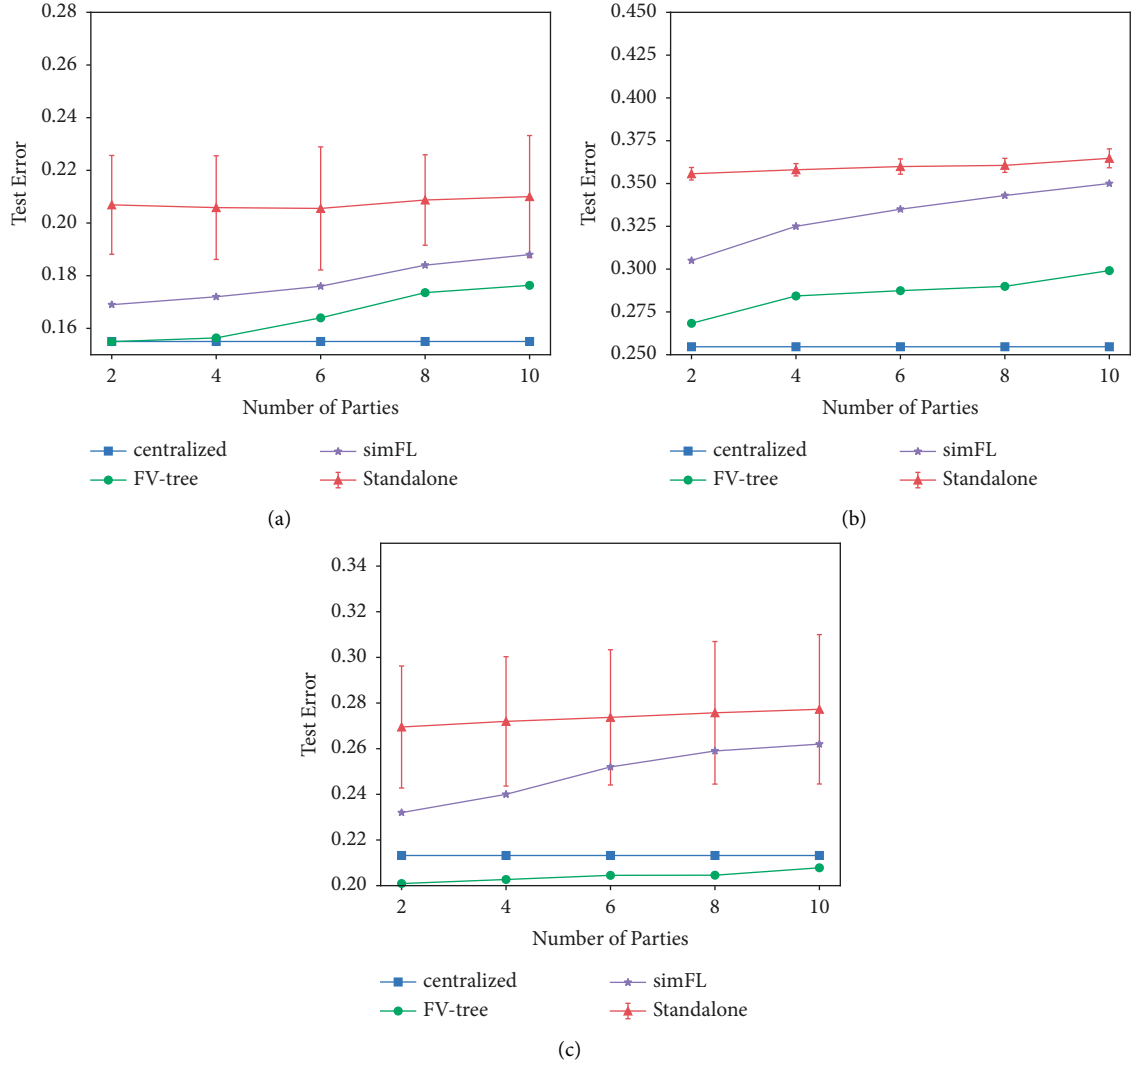 0.28
0.26
0.24
0.22
0.20
0.18
0.16
Test Error
2 4 6 8 10
Number of Parties
centralized simFL
FV-tree Standalone
(a)
0.450
0.425
0.400
0.375
0.350
0.325
0.300
0.275
0.250
Test Error
2 4 6 8 10
Number of Parties
centralized simFL
FV-tree Standalone
(b)
0.34
0.32
0.30
0.28
0.26
0.24
0.22
0.20
Test Error
2 4 6 8 10
Number of Parties
centralized simFL
FV-tree Standalone
(c)